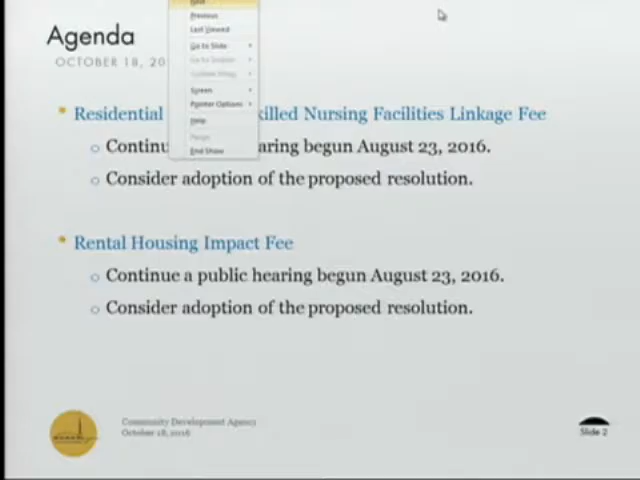 Next
Previous
Last Viewed
Go to Slide
Screen
Pointer Options
Help
Pause
End Show
Agenda
OCTOBER 18, 20
Residential killed Nursing Facilities Linkage Fee
Continu aring begun August 23, 2016.
Consider adoption of the proposed resolution.
Rental Housing Impact Fee
Continue a public hearing begun August 23, 2016.
Consider adoption of the proposed resolution.
Community Development Agency
October 18, 2016
Slide 2